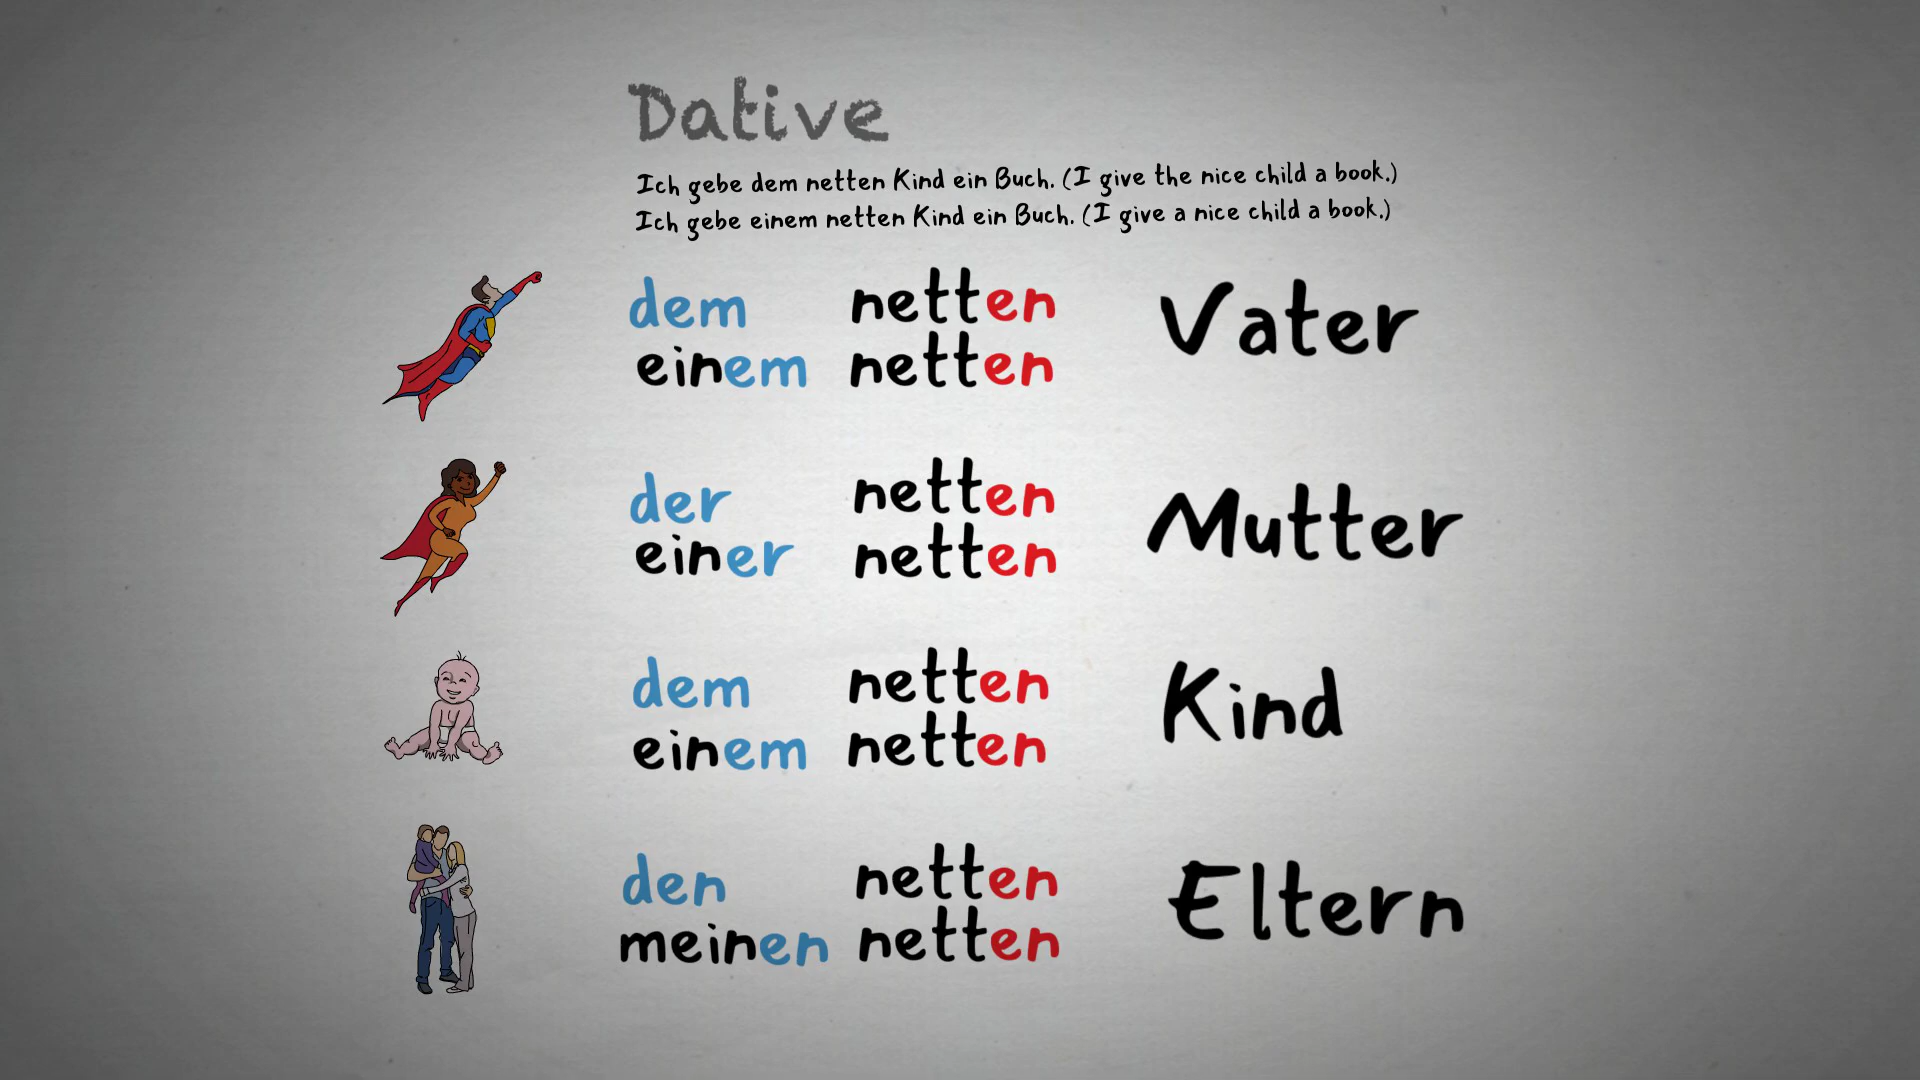 Dative
Ich gebe dem netten Kind ein Buch. (I give the nice child a book.)
Ich gebe einem netten Kind ein Buch. (I give a nice child a book.)
dem netten Vater
einem netten
der netten Mutter
einer netten
dem netten Kind
einem netten
den netten Eltern
meinen netten